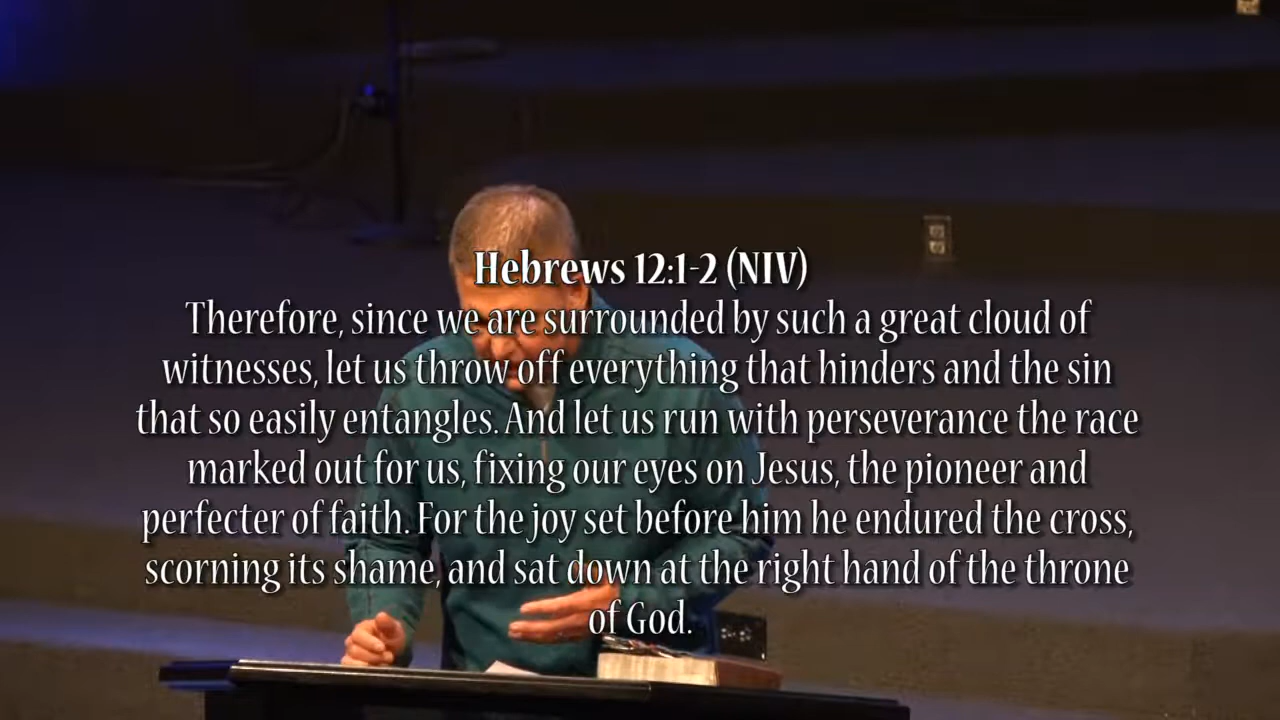 Hebrews 12:1-2 (NIV)
Therefore, since we are surrounded by such a great cloud of
witnesses, let us throw off everything that hinders and the sin
that so easily entangles. And let us run with perseverance the race
marked out for us, fixing our eyes on Jesus, the pioneer and
perfecter of faith. For the joy set before him he endured the cross,
scorning its shame, and sat down at the right hand of the throne
of God.